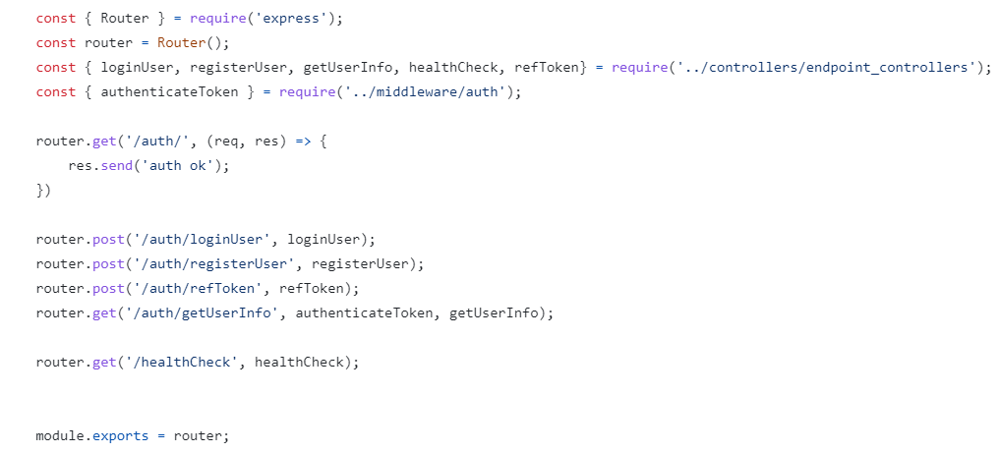 const { Router } = require('express');
const router = Router();
const { loginUser, registerUser, getUserInfo, healthCheck, refToken} = require('../controllers/endpoint_controllers');
const { authenticateToken } = require('../middleware/auth');
router.get('/auth/', (req, res) => {
    res.send('auth ok');
})
router.post('/auth/loginUser', loginUser);
router.post('/auth/registerUser', registerUser);
router.post('/auth/refToken', refToken);
router.get('/auth/getUserInfo', authenticateToken, getUserInfo);
router.get('/healthCheck', healthCheck);
module.exports = router;